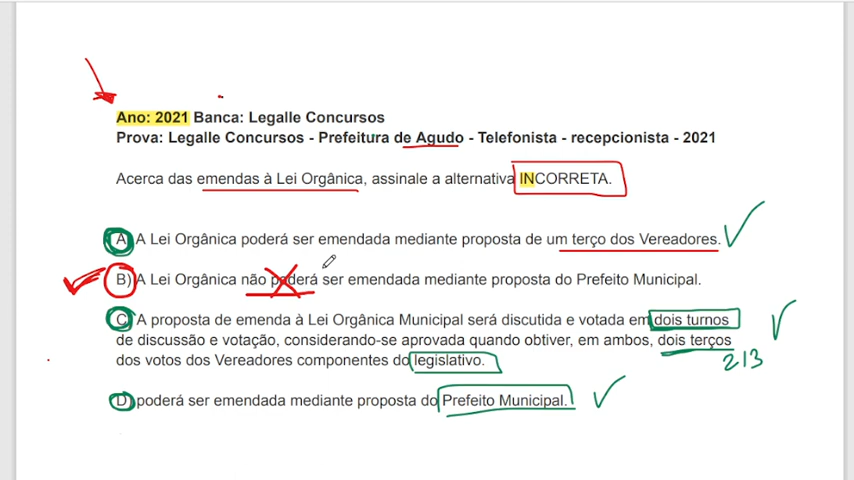 Ano: 2021 Banca: Legalle Concursos
Prova: Legalle Concursos - Prefeitura de Agudo - Telefonista - recepcionista - 2021
Acerca das emendas à Lei Orgânica, assinale a alternativa INCORRETA.
A) A Lei Orgânica poderá ser emendada mediante proposta de um terço dos Vereadores.
B) A Lei Orgânica não poderá ser emendada mediante proposta do Prefeito Municipal.
C) A proposta de emenda à Lei Orgânica Municipal será discutida e votada em dois turnos
de discussão e votação, considerando-se aprovada quando obtiver, em ambos, dois terços
dos votos dos Vereadores componentes do legislativo.
2/3
D) poderá ser emendada mediante proposta do Prefeito Municipal.